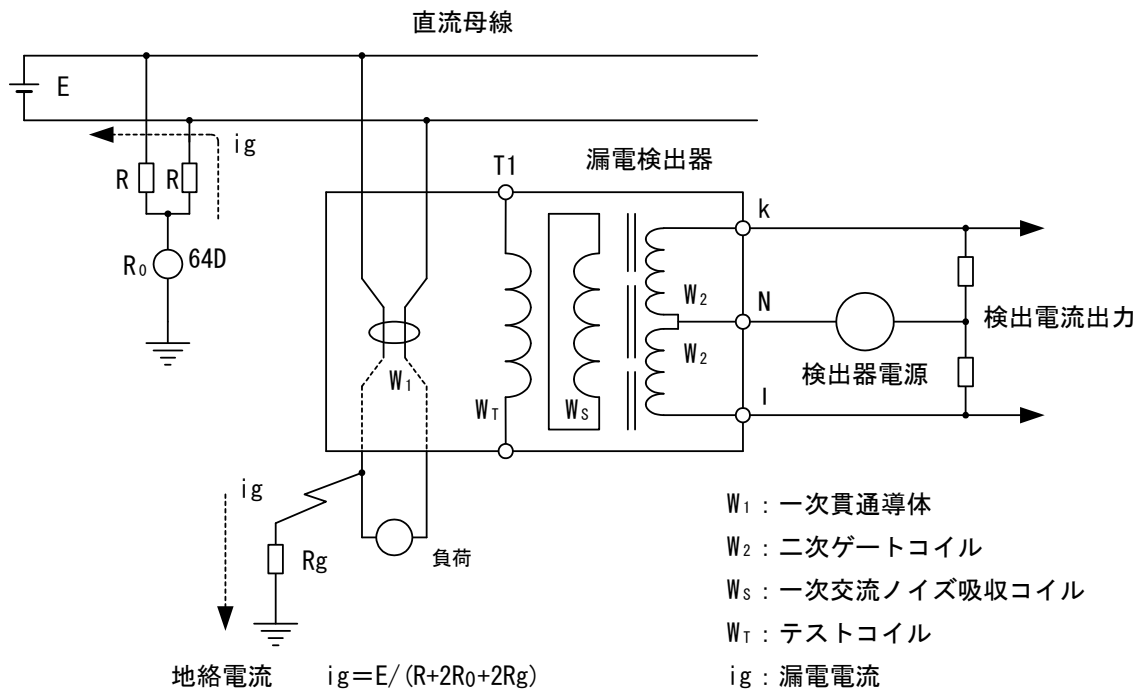 直流母線
E
ig
R
R
R₀
64D
漏電検出器
T1
k
W₂
N
W₂
検出電流出力
検出器電源
W₁
W_T
W_S
l
ig
Rg
負荷
W₁：一次貫通導体
W₂：二次ゲートコイル
W_S：一次交流ノイズ吸収コイル
W_T：テストコイル
ig：漏電電流
地絡電流 ig＝E/(R+2R₀+2Rg)